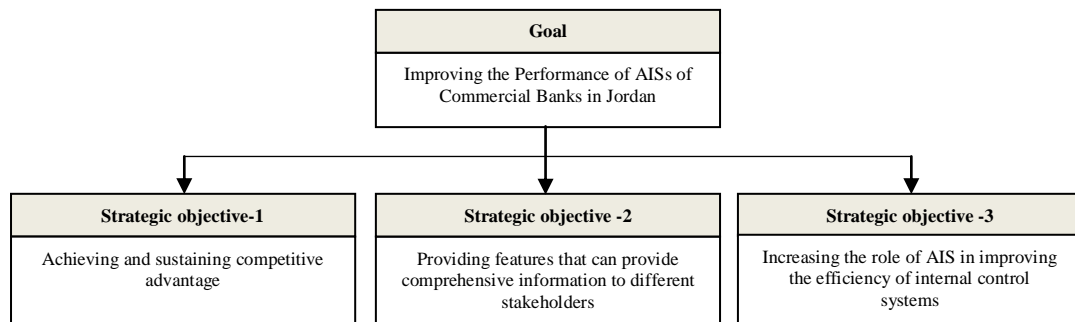 Goal
Improving the Performance of AISs of
Commercial Banks in Jordan
Strategic objective-1
Achieving and sustaining competitive
advantage
Strategic objective -2
Providing features that can provide
comprehensive information to different
stakeholders
Strategic objective -3
Increasing the role of AIS in improving
the efficiency of internal control
systems